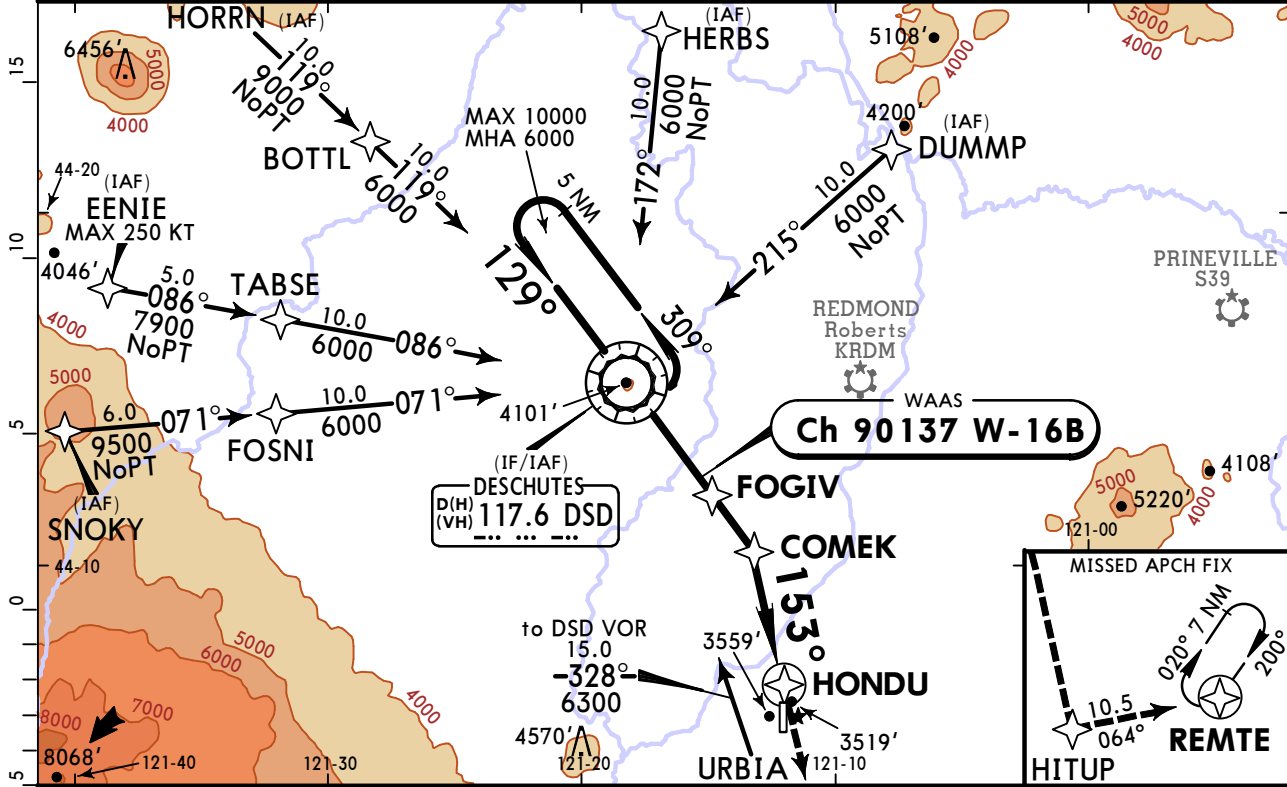 HORRN (IAF)
10.0
119°
9000
NoPT
6456′
5000
4000
15
(IAF)
HERBS
10.0
6000
NoPT
172°
5108′
4000
5000
4000
4200′
(IAF)
DUMMP
10.0
6000
NoPT
215°
MAX 10000
MHA 6000
5 NM
BOTTL
10.0
119°
6000
44-20
(IAF)
EENIE
MAX 250 KT
4046′
10
5.0
086°
7900
NoPT
TABSE
10.0
6000
086°
129°
309°
PRINEVILLE
S39
REDMOND
Roberts
KRDM
4000
5000
6.0
071°
9500
NoPT
FOSNI
10.0
6000
071°
4101′
5
(IAF)
SNOKY
(IF/IAF)
DESCHUTES
D(H)
(VH)
117.6 DSD
WAAS
Ch 90137 W-16B
FOGIV
COMEK
153°
HONDU
4108′
5000
5220′
4000
121-00
44-10
0
5000
6000
7000
8000
4000
8068′
121-40
5
121-30
to DSD VOR
15.0
328°
6300
4570′
121-20
3559′
3519′
URBIA
121-10
MISSED APCH FIX
020° 7 NM
200°
10.5
064°
REMTE
HITUP